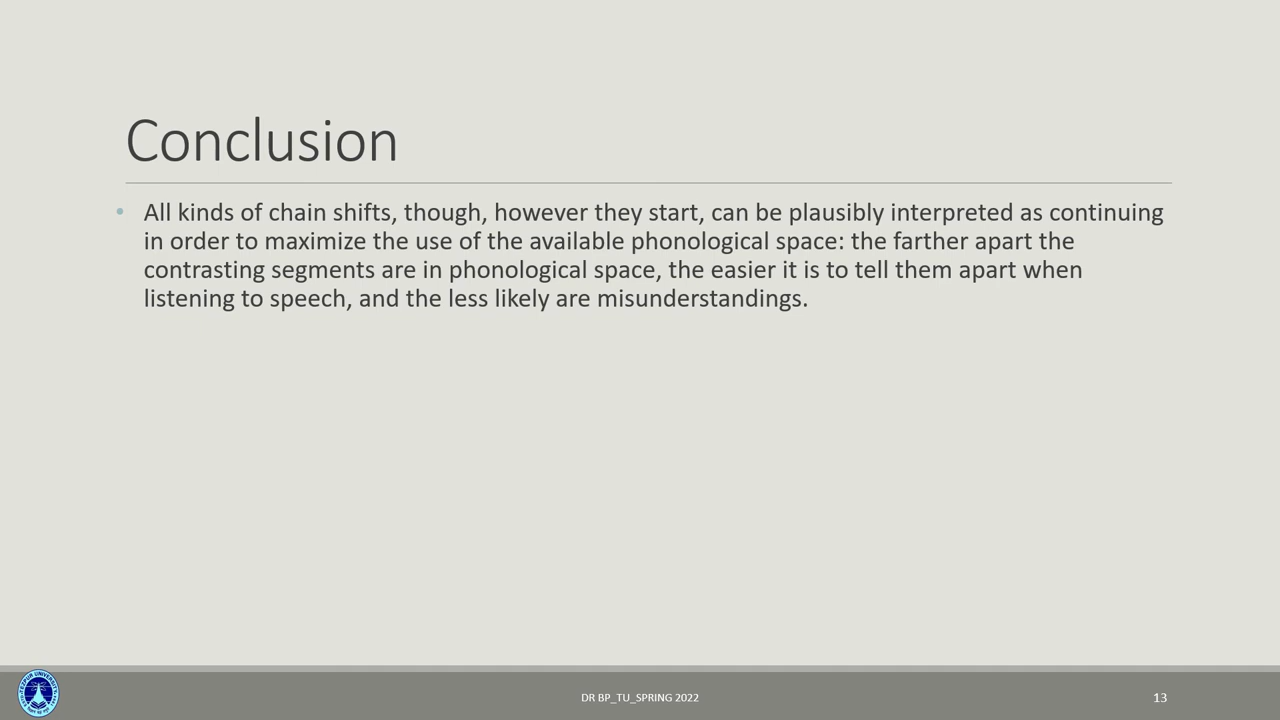 Conclusion
• All kinds of chain shifts, though, however they start, can be plausibly interpreted as continuing
in order to maximize the use of the available phonological space: the farther apart the
contrasting segments are in phonological space, the easier it is to tell them apart when
listening to speech, and the less likely are misunderstandings.
DR BP_TU_SPRING 2022
13